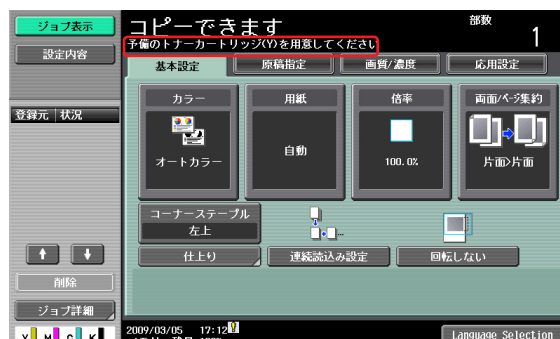 ジョブ表示
設定内容
コピーできます
予備のトナーカートリッジ(Y)を用意してください
部数
1
基本設定
原稿指定
画質/濃度
応用設定
登録元 状況
カラー
オートカラー
用紙
自動
倍率
100.0%
両面/ページ集約
片面>片面
コーナーステープル
左上
仕上り
連続読込み設定
回転しない
削除
ジョブ詳細
Y M C K
2009/03/05 17:12
Language Selection